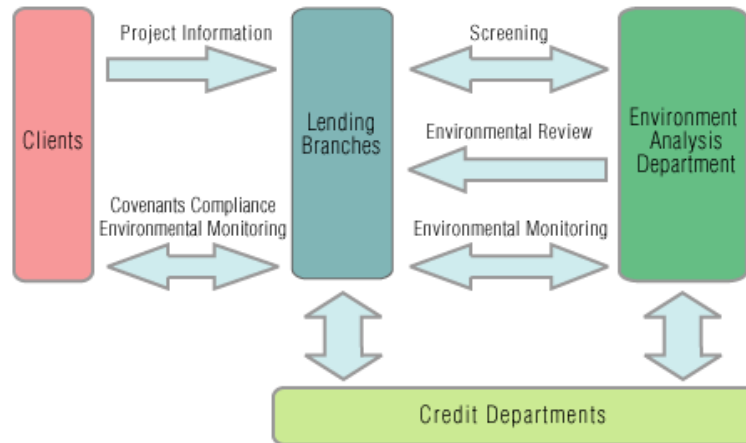 Project Information
Screening
Clients
Lending
Branches
Environmental Review
Environment
Analysis
Department
Covenants Compliance
Environmental Monitoring
Environmental Monitoring
Credit Departments